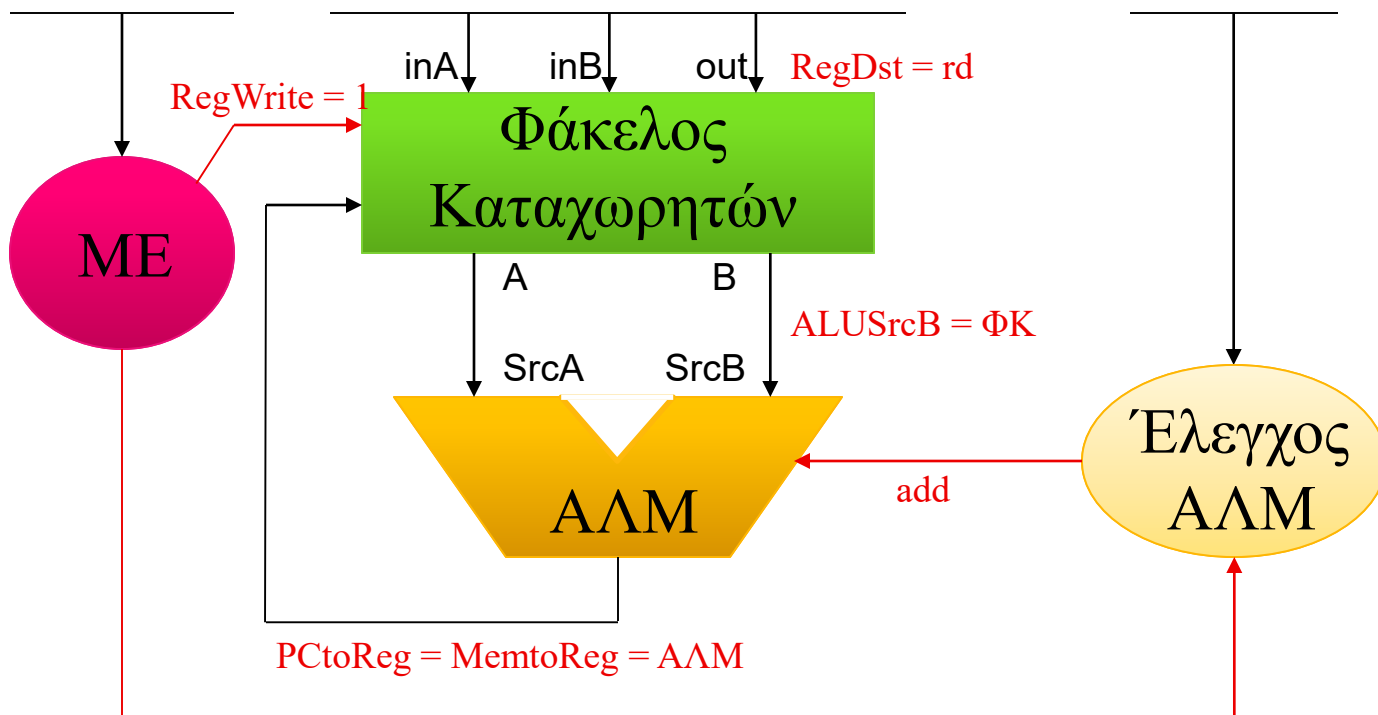 inA inB out RegDst = rd
RegWrite = 1
Φάκελος
Καταχωρητών
ΜΕ
A B
ALUSrcB = ΦΚ
SrcA SrcB
Έλεγχος
ΑΛΜ
add
ΑΛΜ
PCtoReg = MemtoReg = ΑΛΜ